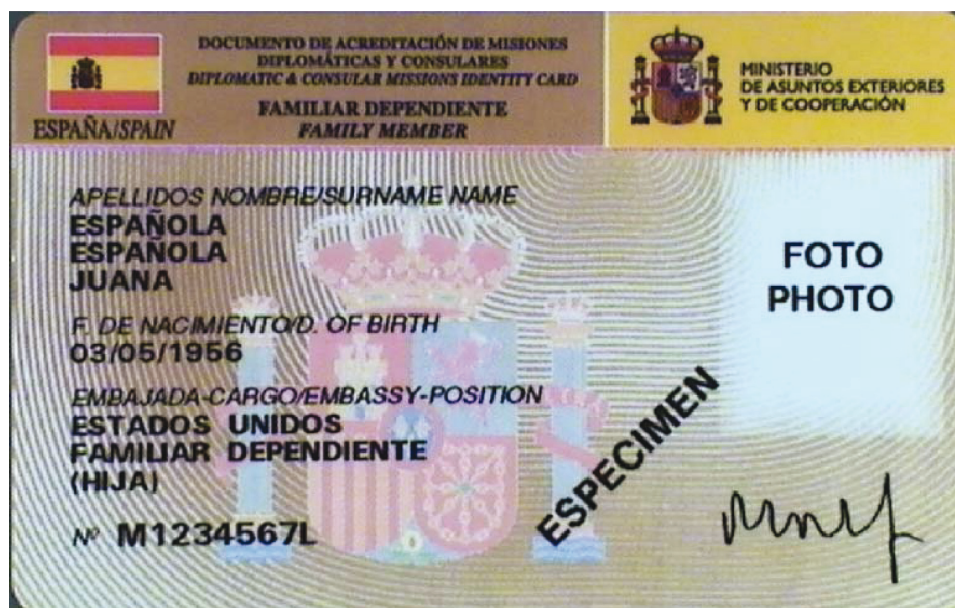 DOCUMENTO DE ACREDITACIÓN DE MISIONES
DIPLOMÁTICAS Y CONSULARES
DIPLOMATIC & CONSULAR MISSIONS IDENTITY CARD
FAMILIAR DEPENDIENTE
FAMILY MEMBER
ESPAÑA/SPAIN
MINISTERIO
DE ASUNTOS EXTERIORES
Y DE COOPERACIÓN
APELLIDOS NOMBRE/SURNAME NAME
ESPAÑOLA
ESPAÑOLA
JUANA
F. DE NACIMIENTO/D. OF BIRTH
03/05/1956
EMBAJADA-CARGO/EMBASSY-POSITION
ESTADOS UNIDOS
FAMILIAR DEPENDIENTE
(HIJA)
Nº M1234567L
FOTO
PHOTO
ESPECIMEN